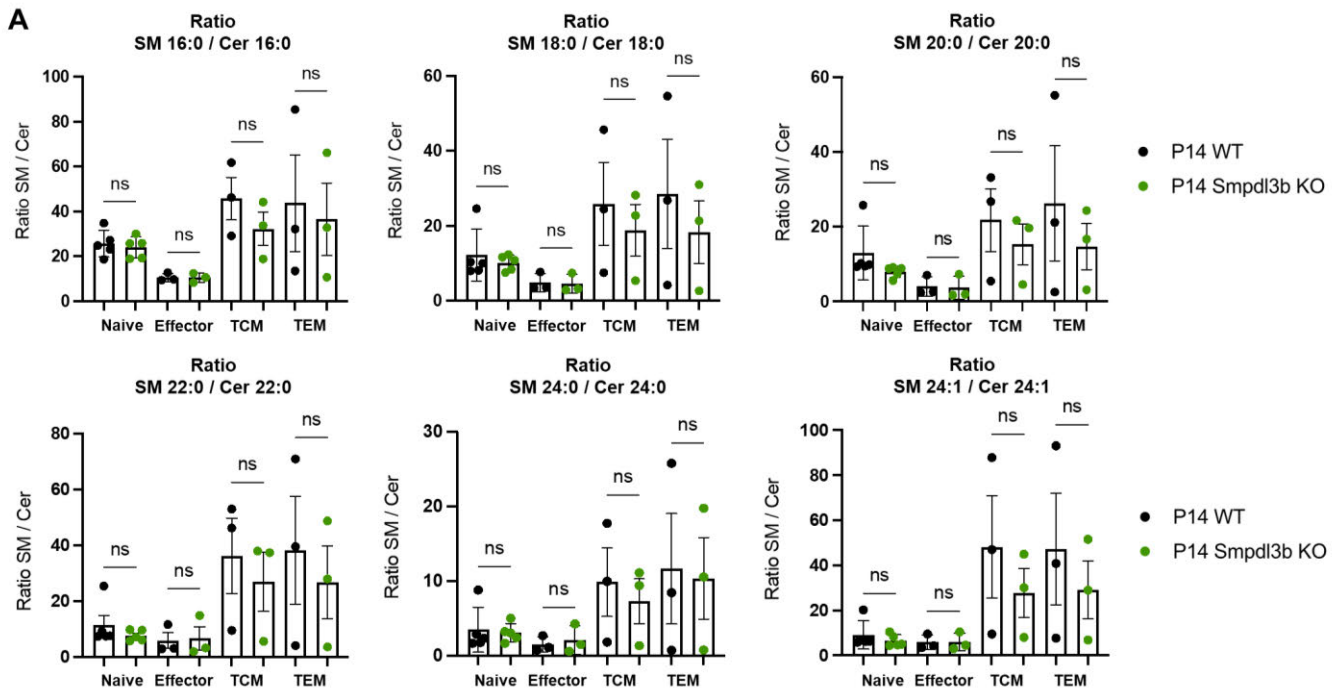 A
Ratio
SM 16:0 / Cer 16:0
Ratio SM / Cer
100
80
60
40
20
0
ns
ns
ns
ns
Naive
Effector
TCM
TEM
Ratio
SM 18:0 / Cer 18:0
Ratio SM / Cer
60
40
20
0
ns
ns
ns
ns
Naive
Effector
TCM
TEM
Ratio
SM 20:0 / Cer 20:0
Ratio SM / Cer
60
40
20
0
ns
ns
ns
ns
Naive
Effector
TCM
TEM
P14 WT
P14 Smpdl3b KO
Ratio
SM 22:0 / Cer 22:0
Ratio SM / Cer
80
60
40
20
0
ns
ns
ns
ns
Naive
Effector
TCM
TEM
Ratio
SM 24:0 / Cer 24:0
Ratio SM / Cer
30
20
10
0
ns
ns
ns
ns
Naive
Effector
TCM
TEM
Ratio
SM 24:1 / Cer 24:1
Ratio SM / Cer
100
80
60
40
20
0
ns
ns
ns
ns
Naive
Effector
TCM
TEM
P14 WT
P14 Smpdl3b KO